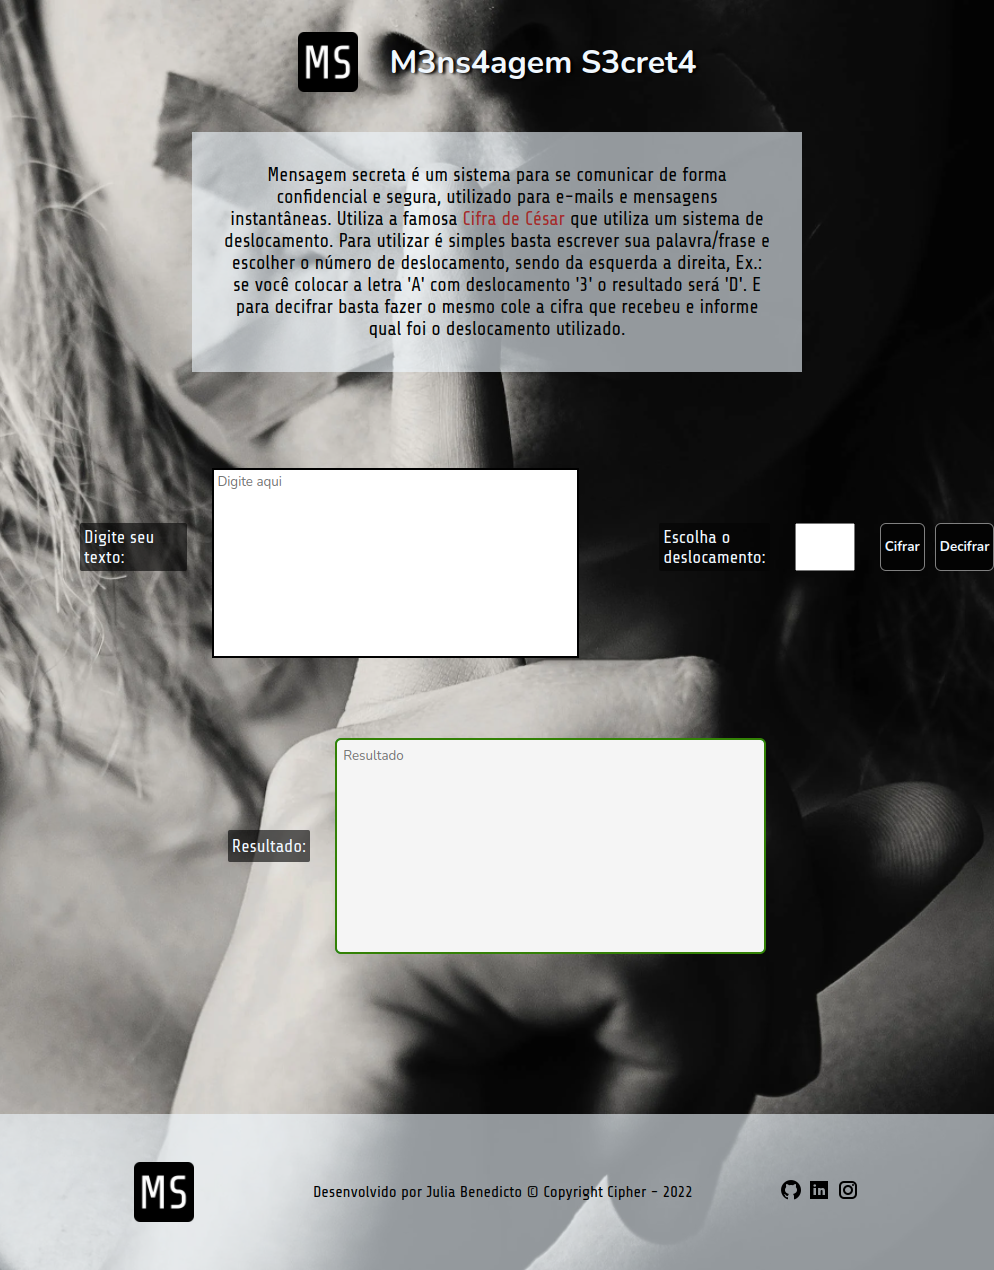 MS
M3ns4agem S3cret4
Mensagem secreta é um sistema para se comunicar de forma
confidencial e segura, utilizado para e-mails e mensagens
instantâneas. Utiliza a famosa Cifra de César que utiliza um sistema de
deslocamento. Para utilizar é simples basta escrever sua palavra/frase e
escolher o número de deslocamento, sendo da esquerda a direita, Ex.:
se você colocar a letra 'A' com deslocamento '3' o resultado será 'D'. E
para decifrar basta fazer o mesmo cole a cifra que recebeu e informe
qual foi o deslocamento utilizado.
Digite seu
texto:
Digite aqui
Escolha o
deslocamento:
Cifrar
Decifrar
Resultado:
Resultado
MS
Desenvolvido por Julia Benedicto © Copyright Cipher - 2022